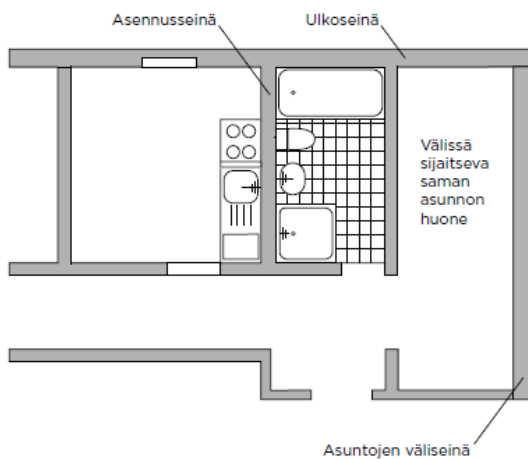 Asennusseinä
Ulkoseinä
Välissä
sijaitseva
saman
asunnon
huone
Asuntojen väliseinä